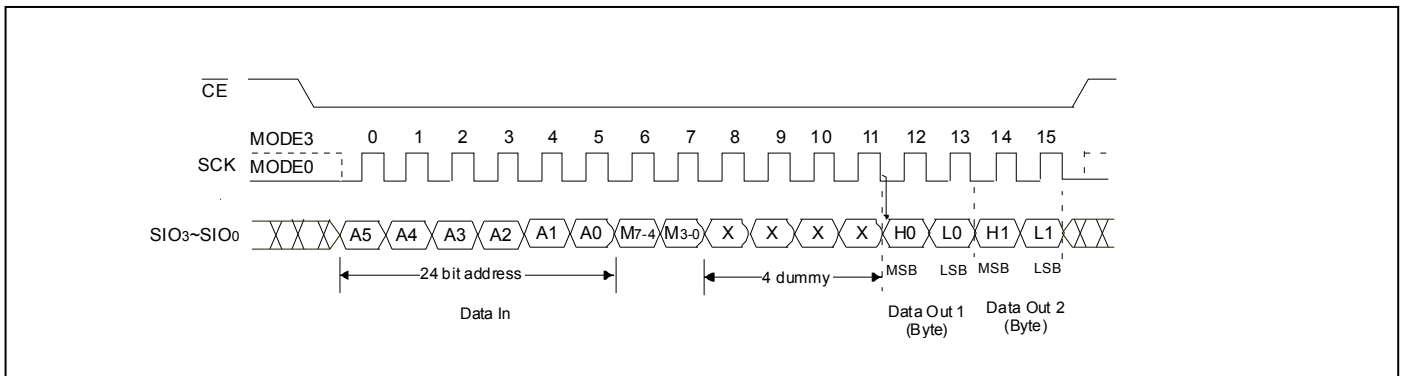 CE
MODE3 0 1 2 3 4 5 6 7 8 9 10 11 12 13 14 15
SCK MODE0
SIO3~SIO0 A5 A4 A3 A2 A1 A0 M7-4 M3-0 X X X X H0 L0 H1 L1
24 bit address 4 dummy MSB LSB MSB LSB
Data In Data Out 1 Data Out 2
(Byte) (Byte)